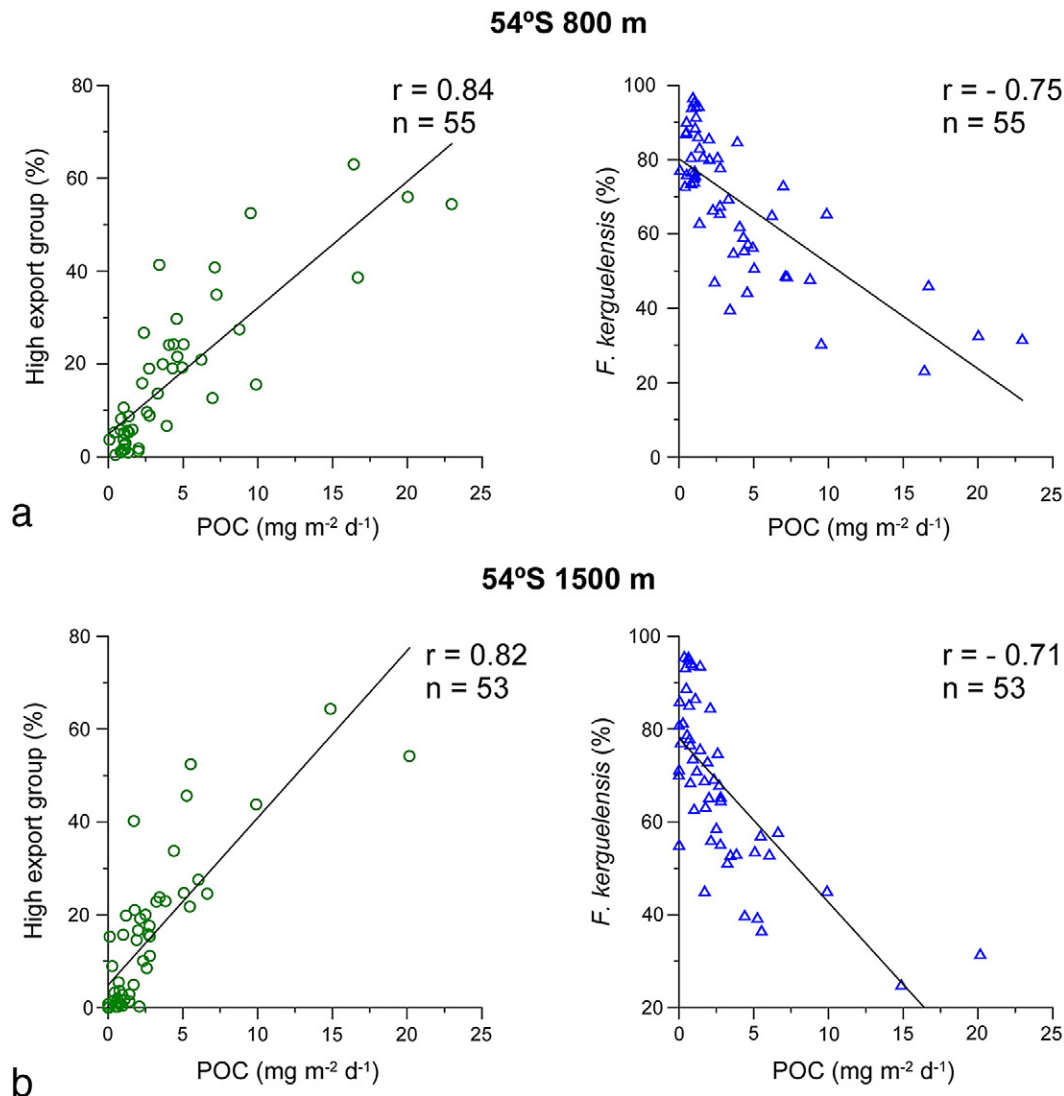 54ºS 800 m
r = 0.84
n = 55
80
60
40
20
0
High export group (%)
0 5 10 15 20 25
POC (mg m⁻² d⁻¹)
r = - 0.75
n = 55
100
80
60
40
20
0
F. kerguelensis (%)
0 5 10 15 20 25
POC (mg m⁻² d⁻¹)
a
54ºS 1500 m
r = 0.82
n = 53
80
60
40
20
0
High export group (%)
0 5 10 15 20 25
POC (mg m⁻² d⁻¹)
r = - 0.71
n = 53
100
80
60
40
20
F. kerguelensis (%)
0 5 10 15 20 25
POC (mg m⁻² d⁻¹)
b